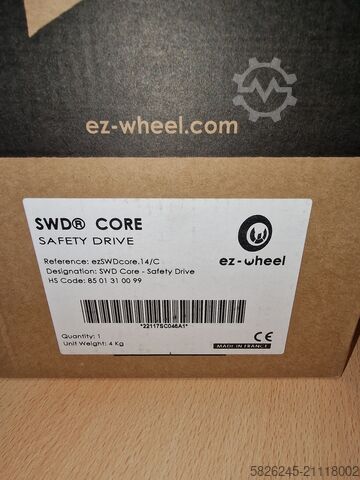 ez-wheel.com
SWD® CORE
SAFETY DRIVE
Reference: ezSWDcore.14/C
Designation: SWD Core - Safety Drive
HS Code: 85 01 31 00 99
ez-wheel
*22117SC046A1*
Quantity: 1
Unit Weight: 4 Kg
CE
MADE IN FRANCE
5826245-21118002